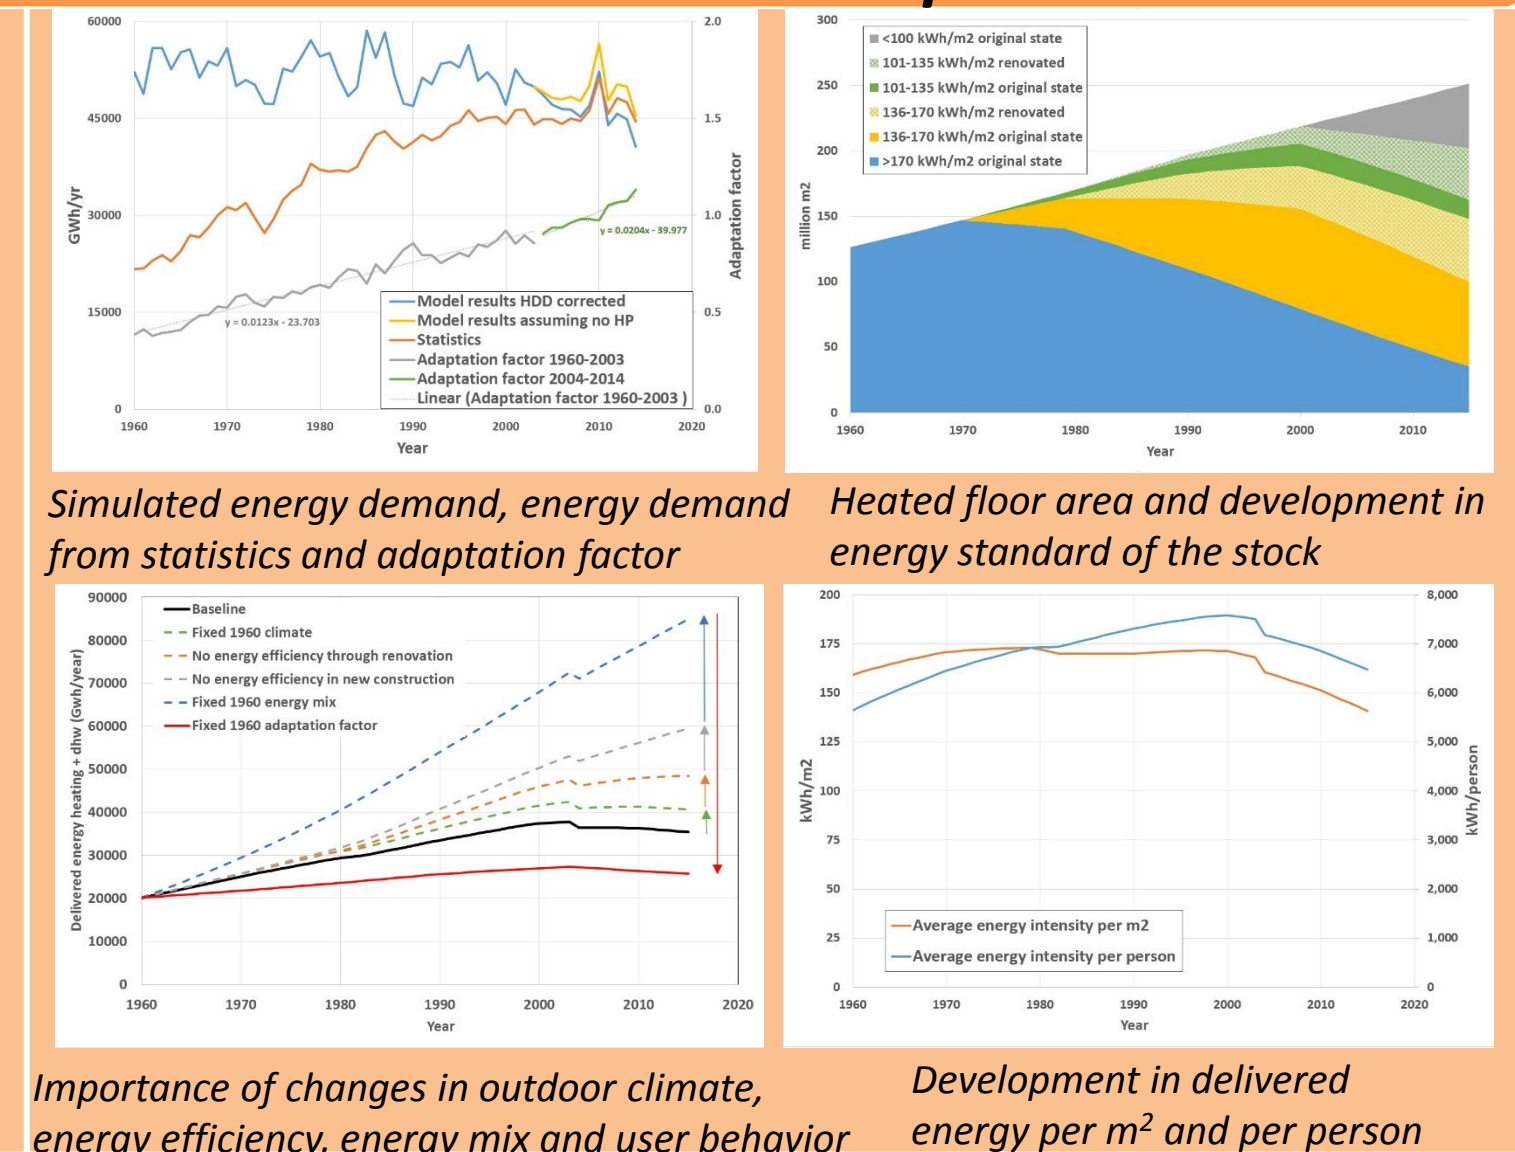 60000
45000
30000
15000
0
2.0
1.5
1.0
0.5
0.0
GWh/yr
Adaptation factor
y = 0.0204x - 39.977
y = 0.0123x - 23.703
Model results HDD corrected
Model results assuming no HP
Statistics
Adaptation factor 1960-2003
Adaptation factor 2004-2014
Linear (Adaptation factor 1960-2003 )
1960 1970 1980 1990 2000 2010 2020
Year
300
250
200
150
100
50
0
million m2
<100 kWh/m2 original state
101-135 kWh/m2 renovated
101-135 kWh/m2 original state
136-170 kWh/m2 renovated
136-170 kWh/m2 original state
>170 kWh/m2 original state
1960 1970 1980 1990 2000 2010
Year
Simulated energy demand, energy demand
from statistics and adaptation factor
Heated floor area and development in
energy standard of the stock
90000
80000
70000
60000
50000
40000
30000
20000
10000
0
Delivered energy heating + dhw (Gwh/year)
Baseline
Fixed 1960 climate
No energy efficiency through renovation
No energy efficiency in new construction
Fixed 1960 energy mix
Fixed 1960 adaptation factor
1960 1970 1980 1990 2000 2010 2020
Year
200
175
150
125
100
75
50
25
0
kWh/m2
8,000
7,000
6,000
5,000
4,000
3,000
2,000
1,000
0
kWh/person
Average energy intensity per m2
Average energy intensity per person
1960 1970 1980 1990 2000 2010 2020
Year
Importance of changes in outdoor climate,
energy efficiency, energy mix and user behavior
Development in delivered
energy per m² and per person